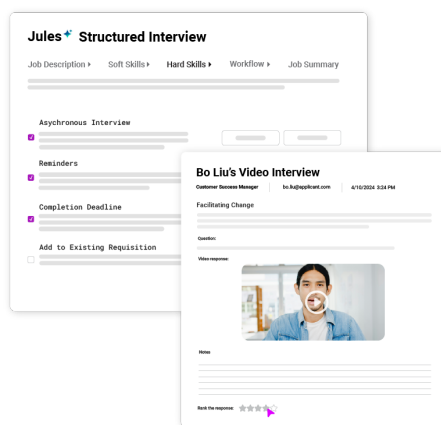 Jules Structured Interview
Job Description Soft Skills Hard Skills Workflow Job Summary
Asychronous Interview
Reminders
Completion Deadline
Add to Existing Requisition
Bo Liu's Video Interview
Customer Success Manager bo.liu@applicant.com 4/10/2024 3:24 PM
Facilitating Change
Question:
Video response:
Notes
Rank the response: